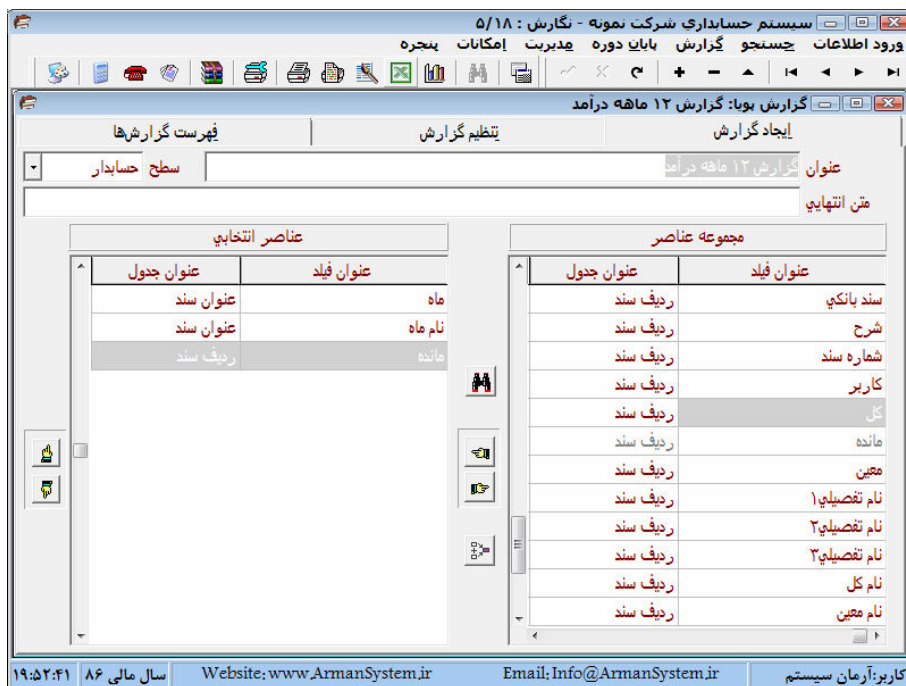 سیستم حسابداری شرکت نمونه - نگارش : ۵/۱۸
ورود اطلاعات جستجو گزارش پایان دوره مدیریت امکانات پنجره
گزارش پویا: گزارش ۱۲ ماهه درآمد
ایجاد گزارش تنظیم گزارش فهرست گزارش‌ها
عنوان گزارش ۱۲ ماهه درآمد سطح حسابدار
متن انتهایي
مجموعه عناصر عناصر انتخابي
عنوان فیلد عنوان جدول عنوان فیلد عنوان جدول
سند بانکي ردیف سند ماه عنوان سند
شرح ردیف سند نام ماه عنوان سند
شماره سند ردیف سند مانده ردیف سند
کاربر ردیف سند
کل ردیف سند
مانده ردیف سند
معین ردیف سند
نام تفصیلي۱ ردیف سند
نام تفصیلي۲ ردیف سند
نام تفصیلي۳ ردیف سند
نام کل ردیف سند
نام معین ردیف سند
کاربر:آرمان سیستم Email:Info@ArmanSystem.ir Website:www.ArmanSystem.ir سال مالی ۸۶ ۱۹:۵۲:۴۱